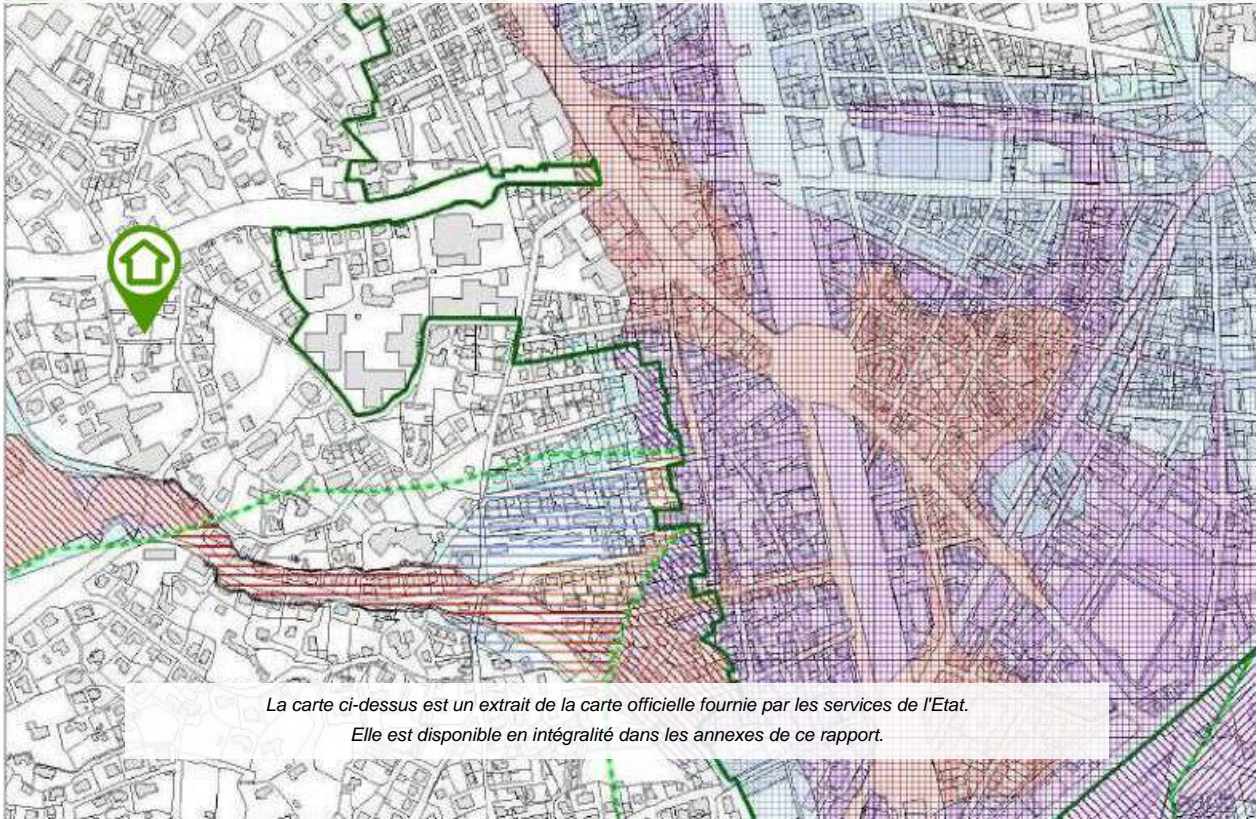 La carte ci-dessus est un extrait de la carte officielle fournie par les services de l'Etat.
Elle est disponible en intégralité dans les annexes de ce rapport.